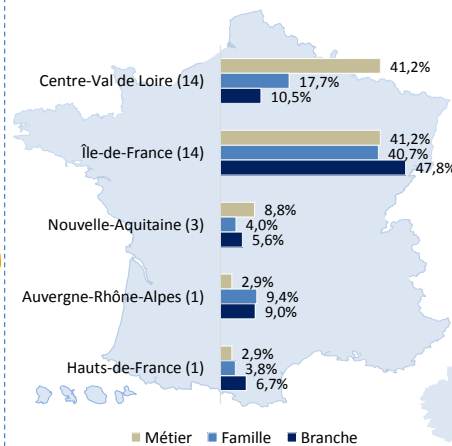 Centre-Val de Loire (14)
41,2%
17,7%
10,5%
Île-de-France (14)
41,2%
40,7%
47,8%
Nouvelle-Aquitaine (3)
8,8%
4,0%
5,6%
Auvergne-Rhône-Alpes (1)
2,9%
9,4%
9,0%
Hauts-de-France (1)
2,9%
3,8%
6,7%
Métier Famille Branche